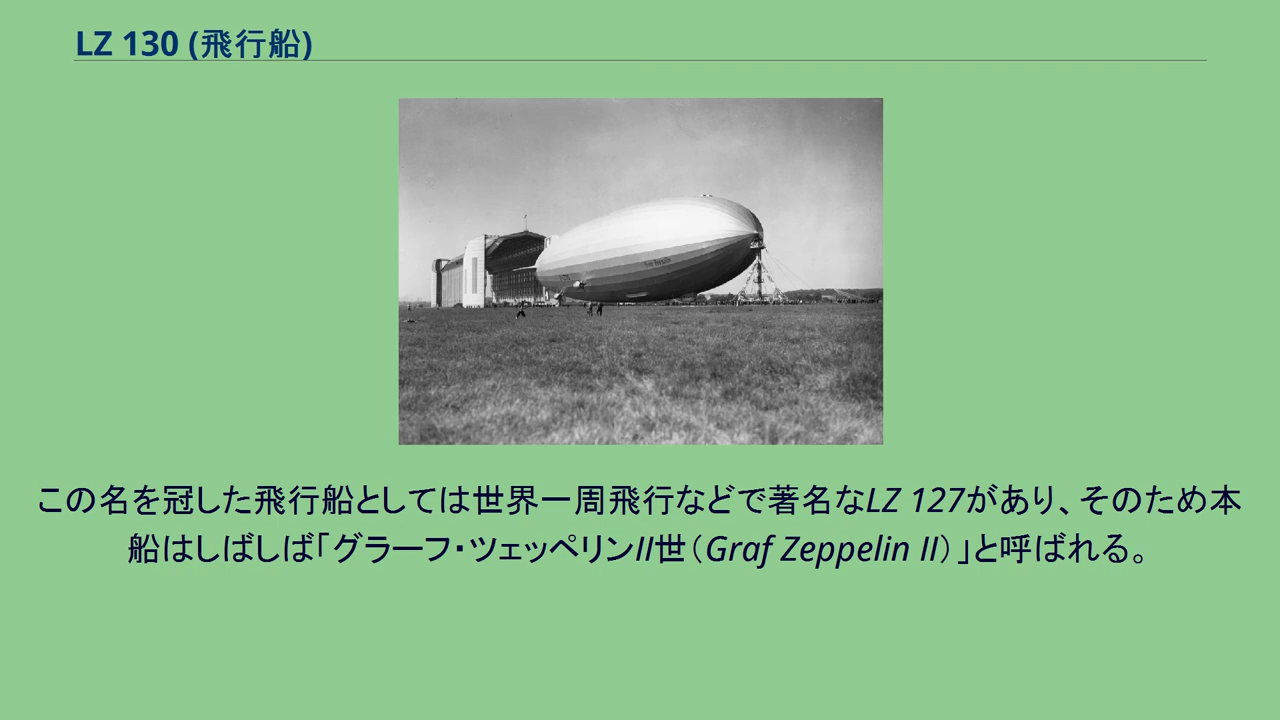 LZ 130 (飛行船)
この名を冠した飛行船としては世界一周飛行などで著名なLZ 127があり、そのため本
船はしばしば「グラーフ・ツェッペリンII世（Graf Zeppelin II）」と呼ばれる。